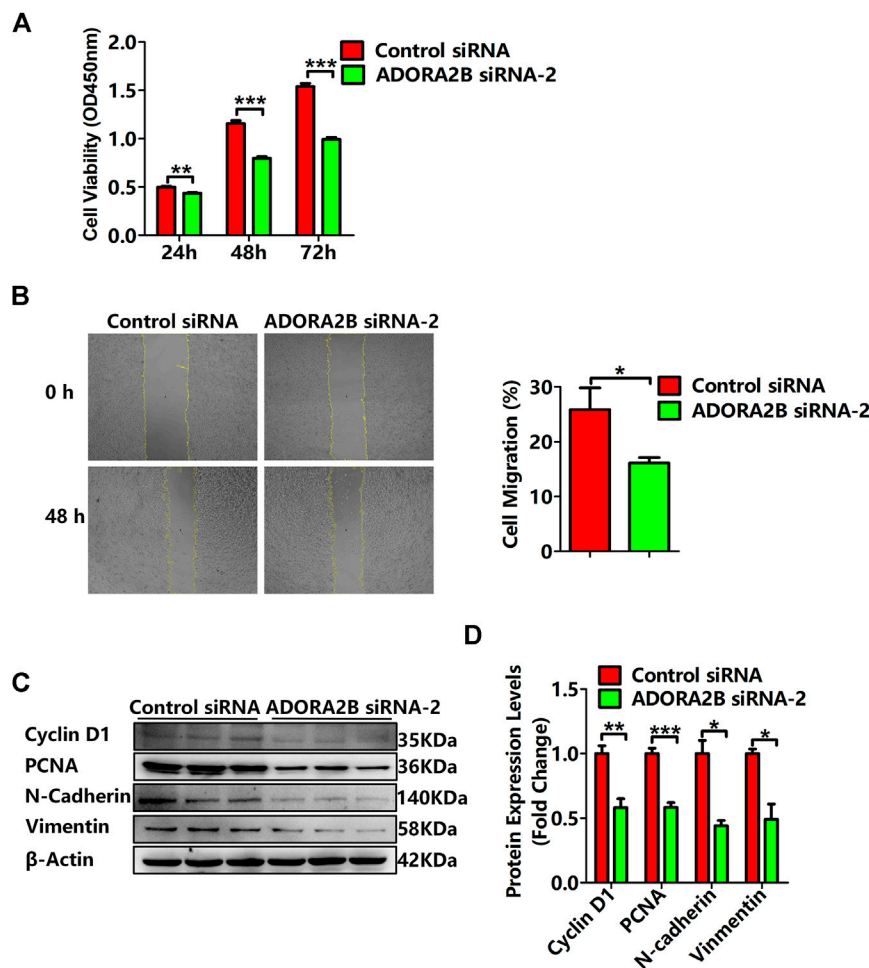 A
Cell Viability (OD450nm)
2.0
1.5
1.0
0.5
0.0
**
***
***
24h 48h 72h
Control siRNA
ADORA2B siRNA-2
B
Control siRNA ADORA2B siRNA-2
0 h
48 h
Cell Migration (%)
30
20
10
0
*
Control siRNA
ADORA2B siRNA-2
C
Control siRNA ADORA2B siRNA-2
Cyclin D1 35KDa
PCNA 36KDa
N-Cadherin 140KDa
Vimentin 58KDa
β-Actin 42KDa
D
Control siRNA
ADORA2B siRNA-2
Protein Expression Levels
(Fold Change)
1.5
1.0
0.5
0.0
** *** * *
Cyclin D1
PCNA
N-cadherin
Vinmentin